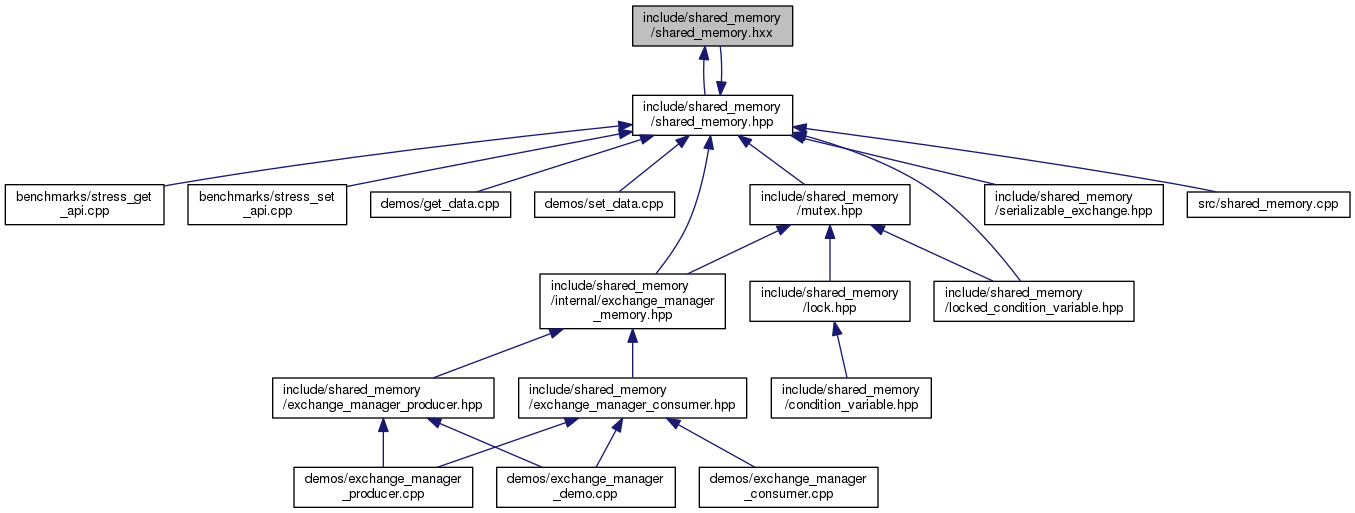 include/shared_memory
/shared_memory.hxx
include/shared_memory
/shared_memory.hpp
benchmarks/stress_get
_api.cpp
benchmarks/stress_set
_api.cpp
demos/get_data.cpp
demos/set_data.cpp
include/shared_memory
/mutex.hpp
include/shared_memory
/serializable_exchange.hpp
src/shared_memory.cpp
include/shared_memory
/internal/exchange_manager
_memory.hpp
include/shared_memory
/lock.hpp
include/shared_memory
/locked_condition_variable.hpp
include/shared_memory
/exchange_manager_producer.hpp
include/shared_memory
/exchange_manager_consumer.hpp
include/shared_memory
/condition_variable.hpp
demos/exchange_manager
_producer.cpp
demos/exchange_manager
_demo.cpp
demos/exchange_manager
_consumer.cpp